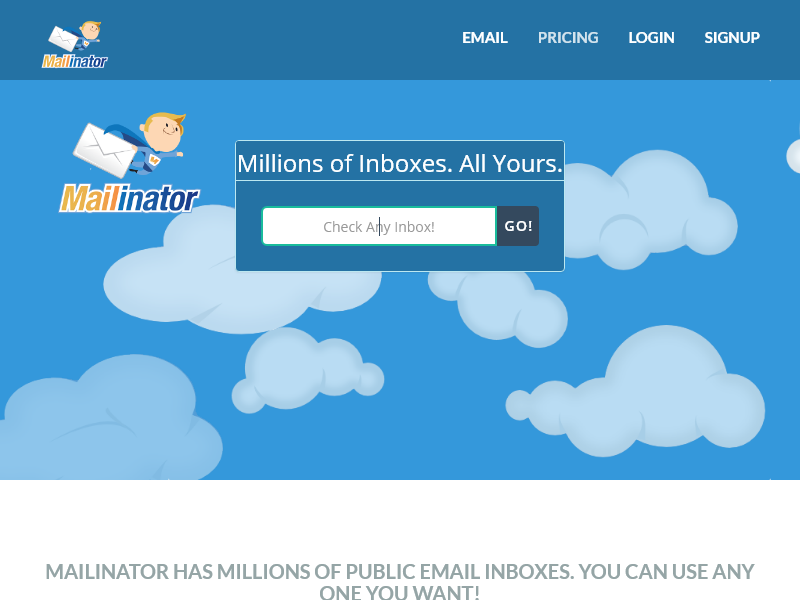 Mailinator
EMAIL PRICING LOGIN SIGNUP
Mailinator
Millions of Inboxes. All Yours.
Check Any Inbox!
GO!
MAILINATOR HAS MILLIONS OF PUBLIC EMAIL INBOXES. YOU CAN USE ANY
ONE YOU WANT!